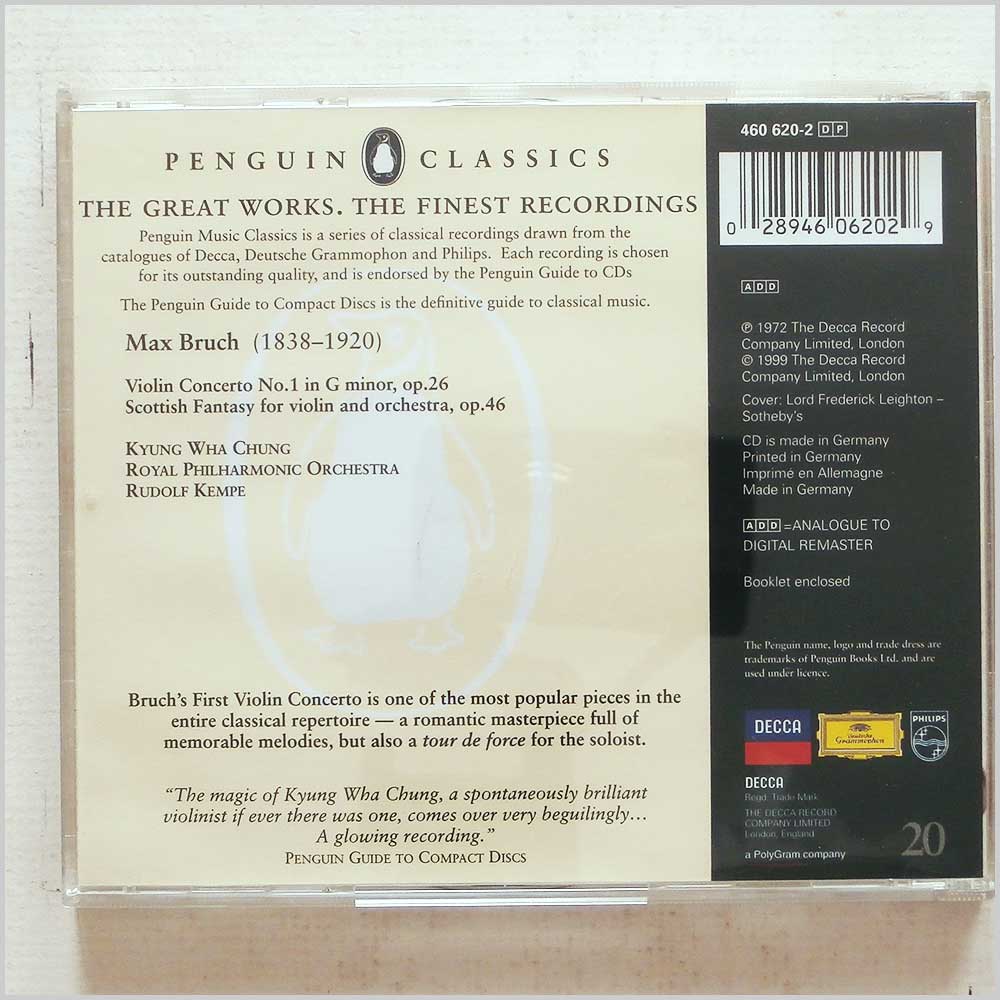 PENGUIN CLASSICS
THE GREAT WORKS. THE FINEST RECORDINGS
Penguin Music Classics is a series of classical recordings drawn from the
catalogues of Decca, Deutsche Grammophon and Philips. Each recording is chosen
for its outstanding quality, and is endorsed by the Penguin Guide to CDs
The Penguin Guide to Compact Discs is the definitive guide to classical music.
Max Bruch (1838–1920)
Violin Concerto No.1 in G minor, op.26
Scottish Fantasy for violin and orchestra, op.46
KYUNG WHA CHUNG
ROYAL PHILHARMONIC ORCHESTRA
RUDOLF KEMPE
Bruch's First Violin Concerto is one of the most popular pieces in the
entire classical repertoire — a romantic masterpiece full of
memorable melodies, but also a tour de force for the soloist.
“The magic of Kyung Wha Chung, a spontaneously brilliant
violinist if ever there was one, comes over very beguilingly…
A glowing recording.”
PENGUIN GUIDE TO COMPACT DISCS
460 620-2 DP
0 28946 06202 9
ADD
℗ 1972 The Decca Record
Company Limited, London
© 1999 The Decca Record
Company Limited, London
Cover: Lord Frederick Leighton –
Sotheby's
CD is made in Germany
Printed in Germany
Imprimé en Allemagne
Made in Germany
ADD=ANALOGUE TO
DIGITAL REMASTER
Booklet enclosed
The Penguin name, logo and trade dress are
trademarks of Penguin Books Ltd. and are
used under licence.
DECCA
Deutsche
Grammophon
PHILIPS
DECCA
Regd. Trade Mark
THE DECCA RECORD
COMPANY LIMITED
London, England
a PolyGram company
20